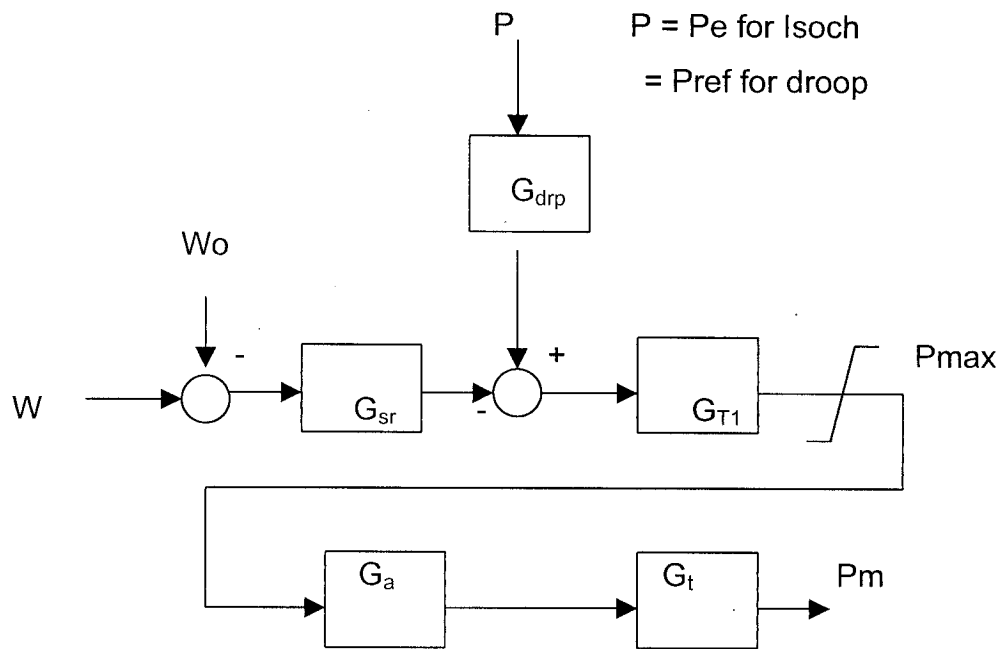 P
P = Pe for Isoch
= Pref for droop
Gdrp
Wo
-
+
Pmax
W
Gsr
-
GT1
Ga
Gt
Pm